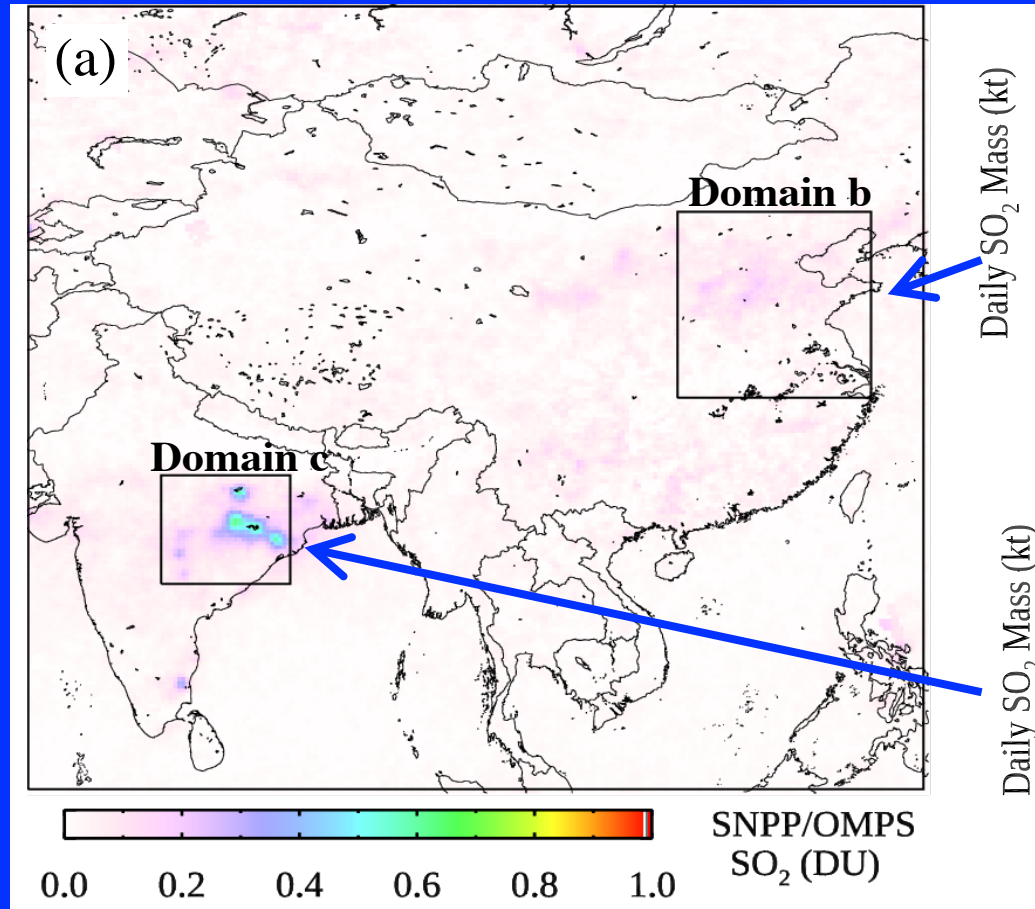 (a)
Domain b
Domain c
Daily SO₂ Mass (kt)
Daily SO₂ Mass (kt)
0.0 0.2 0.4 0.6 0.8 1.0
SNPP/OMPS
SO₂ (DU)